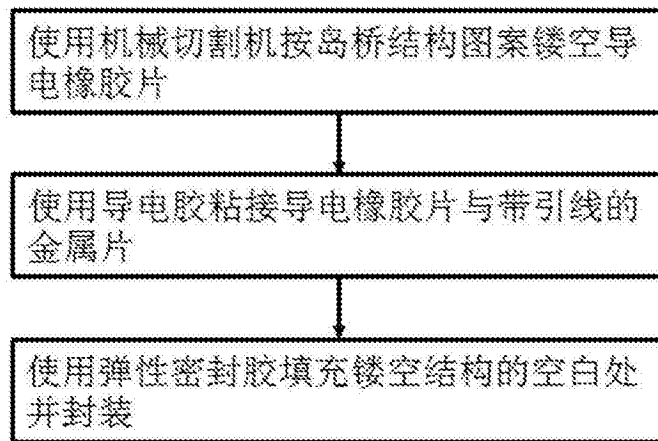 使用机械切割机按岛桥结构图案镂空导
电橡胶片
使用导电胶粘接导电橡胶片与带引线的
金属片
使用弹性密封胶填充镂空结构的空白处
并封装